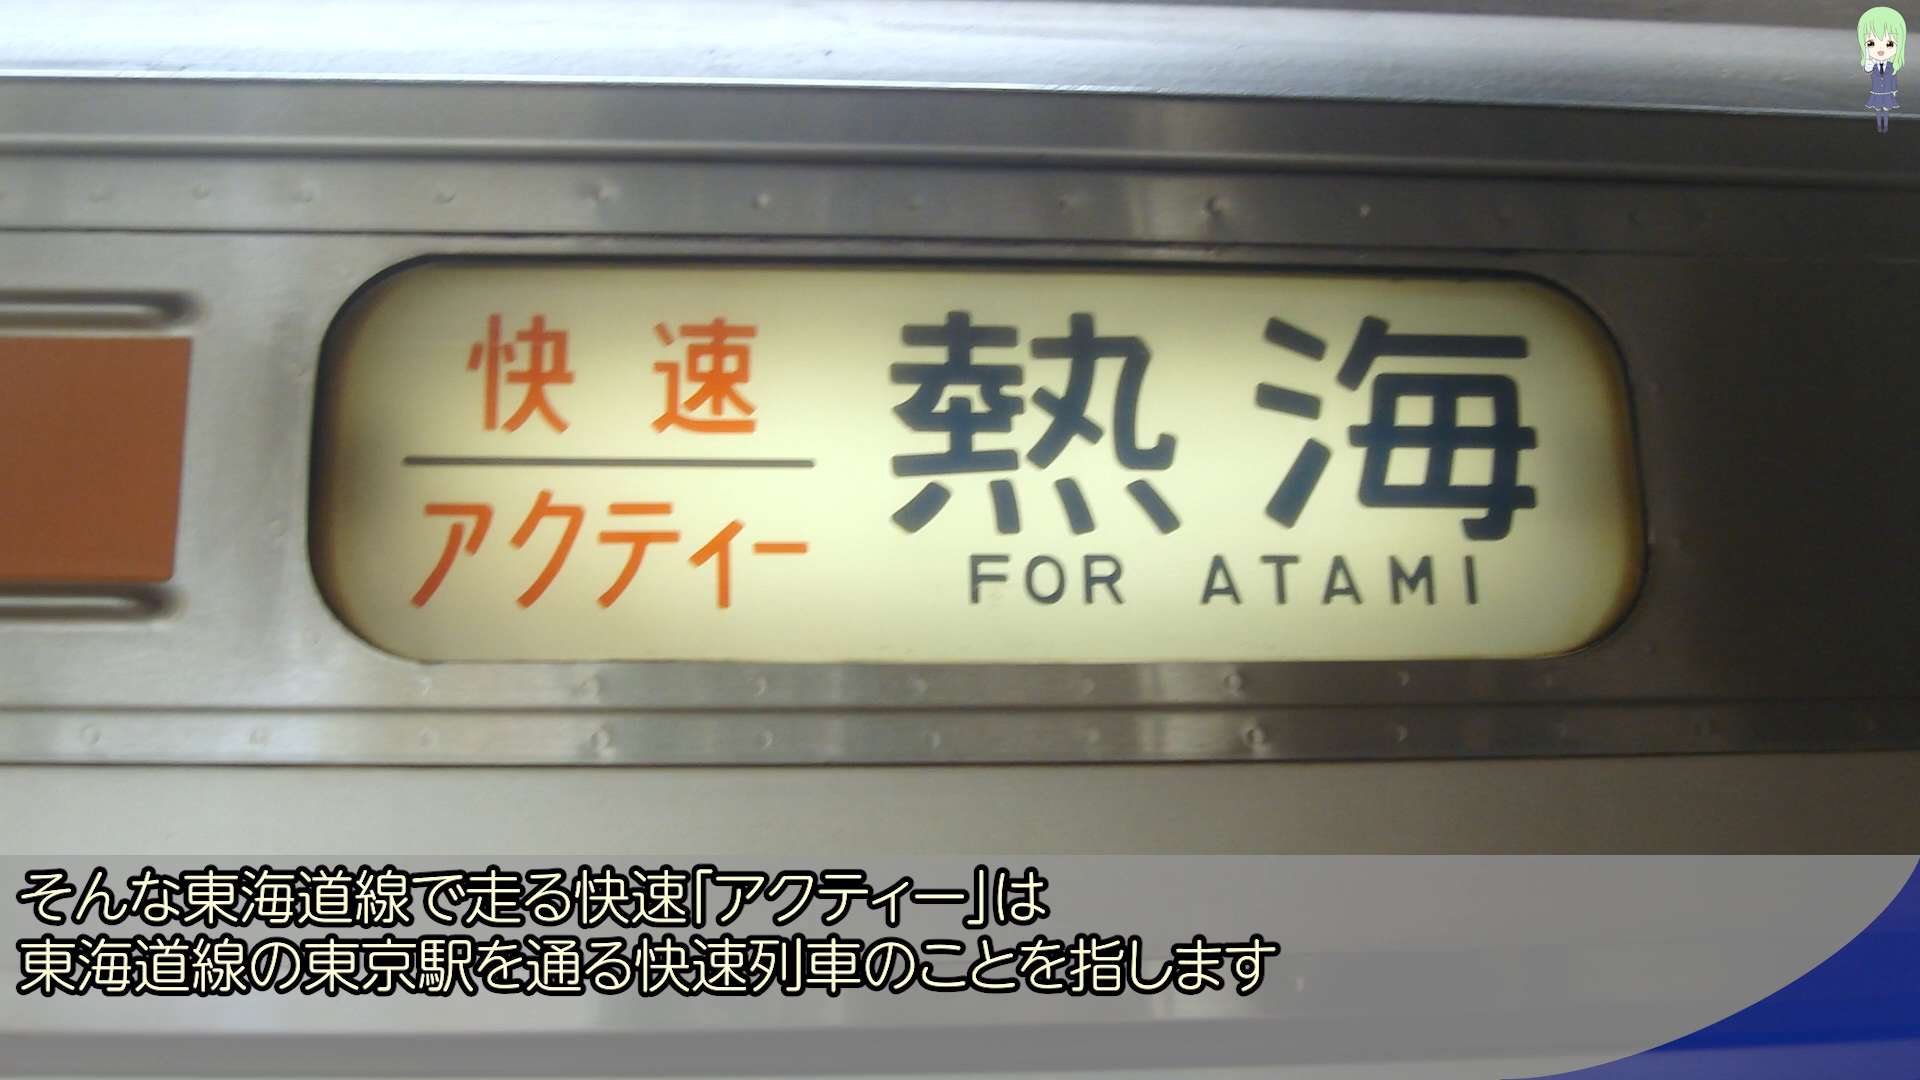 快速
アクティー
熱海
FOR ATAMI
そんな東海道線で走る快速「アクティー」は
東海道線の東京駅を通る快速列車のことを指します